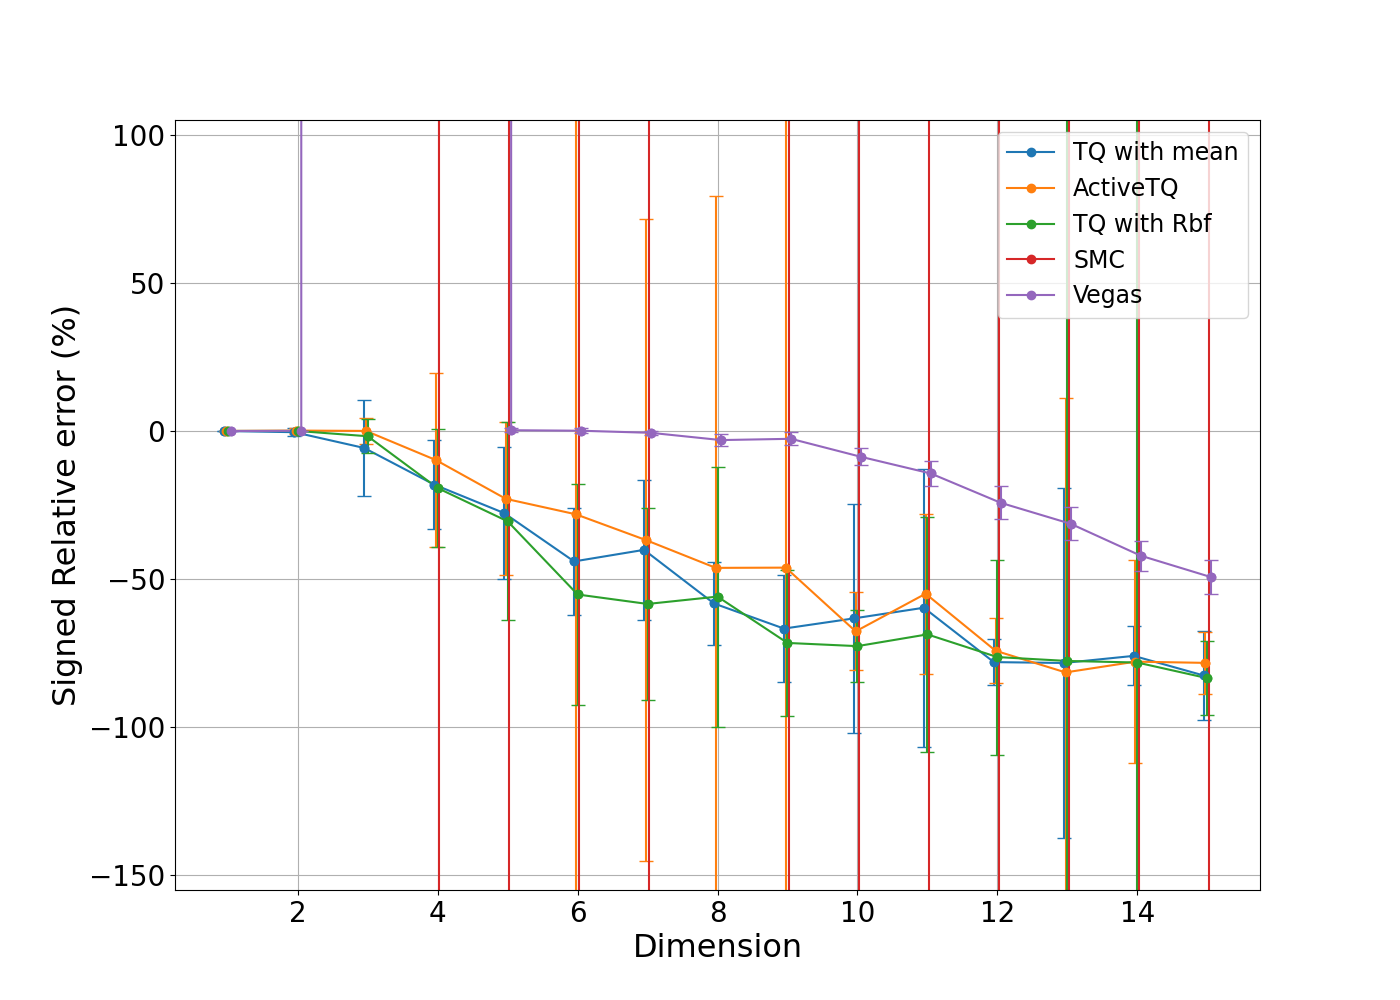 100
50
0
−50
−100
−150
Signed Relative error (%)
2 4 6 8 10 12 14
Dimension
TQ with mean
ActiveTQ
TQ with Rbf
SMC
Vegas